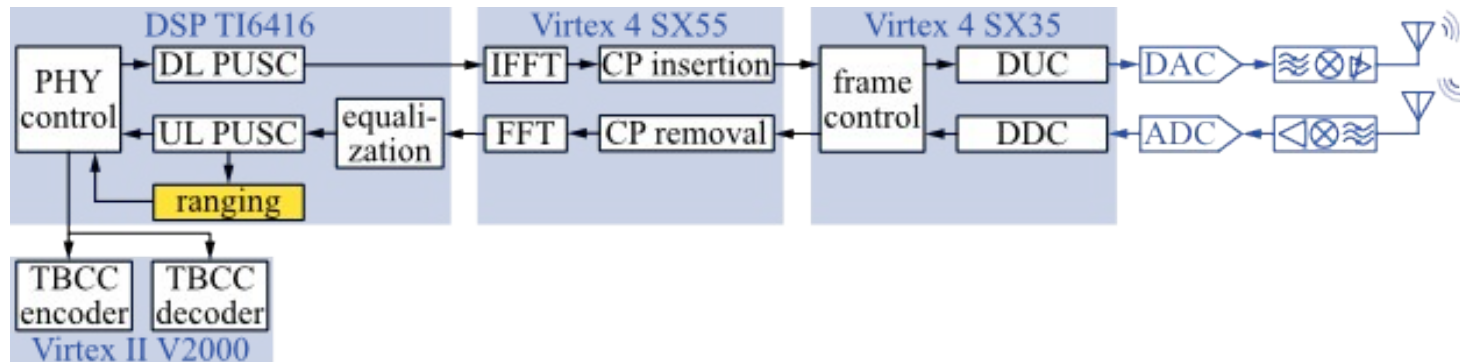 DSP TI6416
Virtex 4 SX55
Virtex 4 SX35
PHY
control
DL PUSC
IFFT
CP insertion
frame
control
DUC
DAC
UL PUSC
equali-
zation
FFT
CP removal
DDC
ADC
ranging
TBCC
encoder
TBCC
decoder
Virtex II V2000